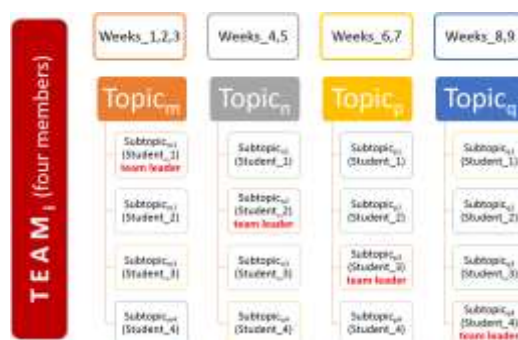 TEAM i (four members)
Weeks_1,2,3
Weeks_4,5
Weeks_6,7
Weeks_8,9
Topic m
Topic n
Topic p
Topic q
Subtopic
(Student_1)
team leader
Subtopic
(Student_2)
Subtopic
(Student_3)
Subtopic
(Student_4)
Subtopic
(Student_1)
Subtopic
(Student_2)
team leader
Subtopic
(Student_3)
Subtopic
(Student_4)
Subtopic
(Student_1)
Subtopic
(Student_2)
Subtopic
(Student_3)
team leader
Subtopic
(Student_4)
Subtopic
(Student_1)
Subtopic
(Student_2)
Subtopic
(Student_3)
Subtopic
(Student_4)
team leader